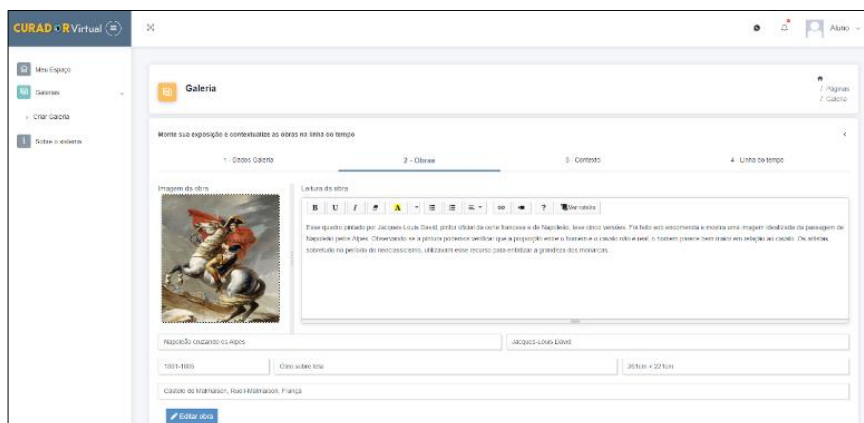 CURADOR Virtual
Aluno
Meu Espaço
Galerias
Criar Galeria
Sobre o sistema
Galeria
/ Páginas
/ Galeria
Monte sua exposição e contextualize as obras na linha do tempo
1 - Dados Galeria
2 - Obras
3 - Contexto
4 - Linha do tempo
Imagem da obra
Leitura da obra
B U I A ? Ver roteiro
Esse quadro pintado por Jacques-Louis David, pintor oficial da corte francesa e de Napoleão, teve cinco versões. Foi feito sob encomenda e mostra uma imagem idealizada da passagem de
Napoleão pelos Alpes. Observando-se a pintura podemos verificar que a proporção entre o homem e o cavalo não é real, o homem parece bem maior em relação ao cavalo. Os artistas,
sobretudo no período do neoclassicismo, utilizavam esse recurso para enfatizar a grandeza dos monarcas.
Napoleão cruzando os Alpes
Jacques-Louis David
1801-1805
Óleo sobre tela
261cm × 221cm
Castelo de Malmaison, Rueil-Malmaison, França
Editar obra